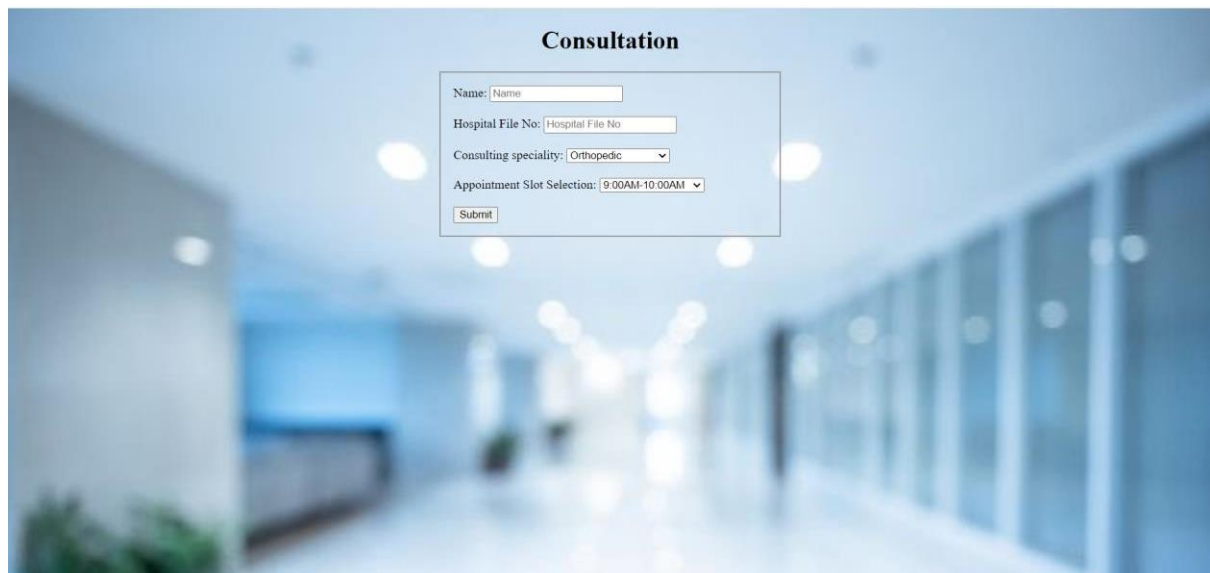 Consultation
Name: Name
Hospital File No: Hospital File No
Consulting speciality: Orthopedic
Appointment Slot Selection: 9:00AM-10:00AM
Submit